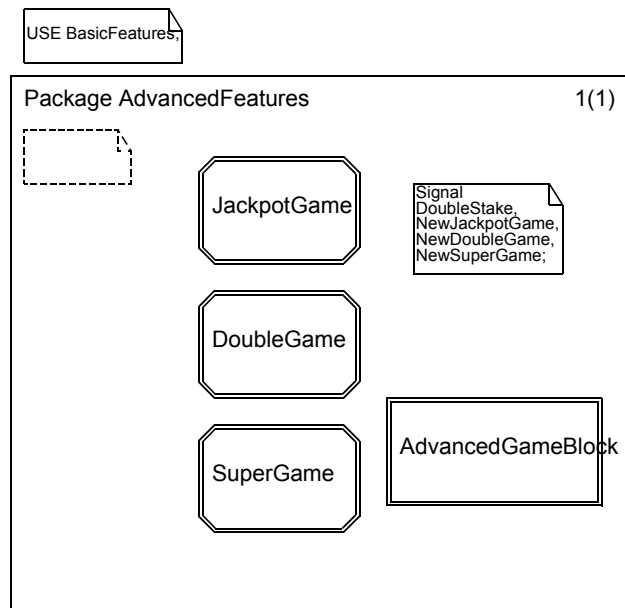 USE BasicFeatures;
Package AdvancedFeatures 1(1)
JackpotGame
Signal
DoubleStake,
NewJackpotGame,
NewDoubleGame,
NewSuperGame;
DoubleGame
AdvancedGameBlock
SuperGame